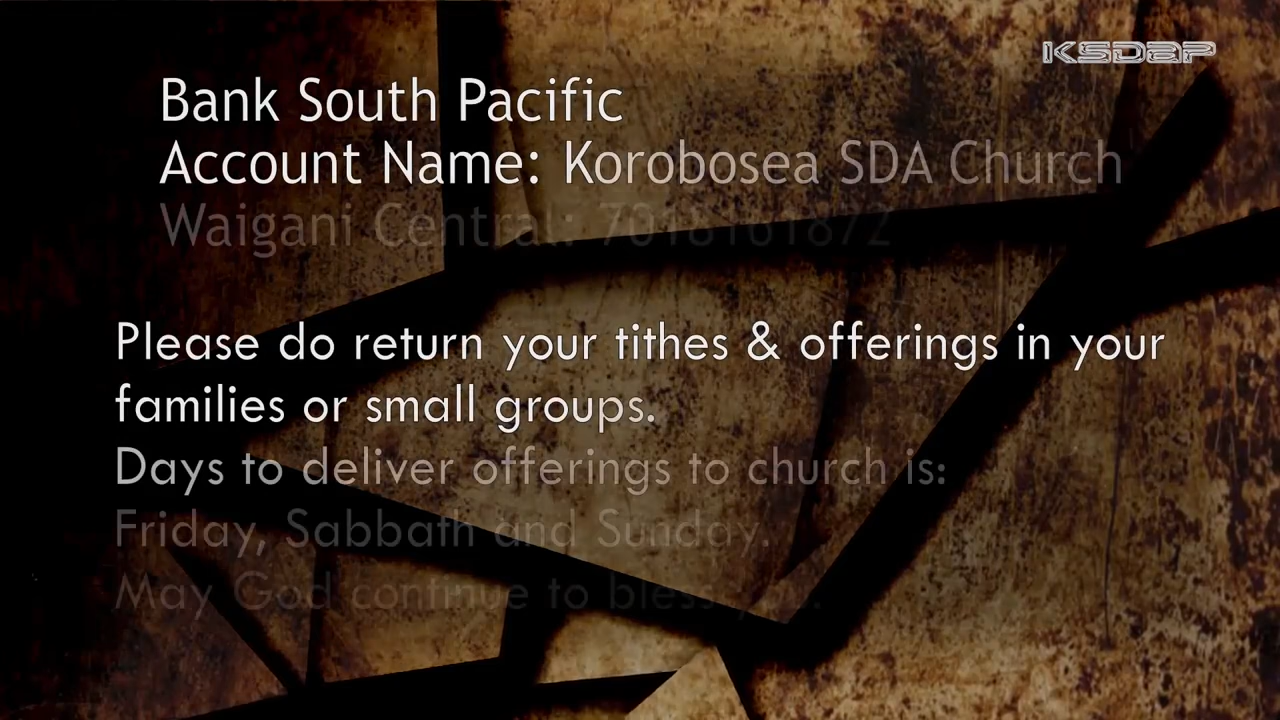 KSDAP
Bank South Pacific
Account Name: Korobosea SDA Church
Waigani Central: 7018161872
Please do return your tithes & offerings in your
families or small groups.
Days to deliver offerings to church is:
Friday, Sabbath and Sunday.
May God continue to bless you.